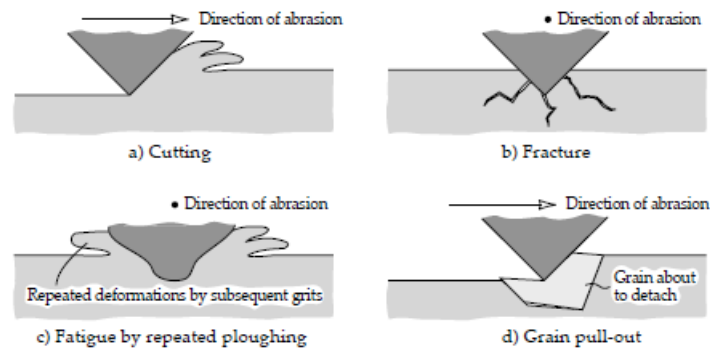 Direction of abrasion
a) Cutting
Direction of abrasion
b) Fracture
Direction of abrasion
Repeated deformations by subsequent grits
c) Fatigue by repeated ploughing
Direction of abrasion
Grain about
to detach
d) Grain pull-out